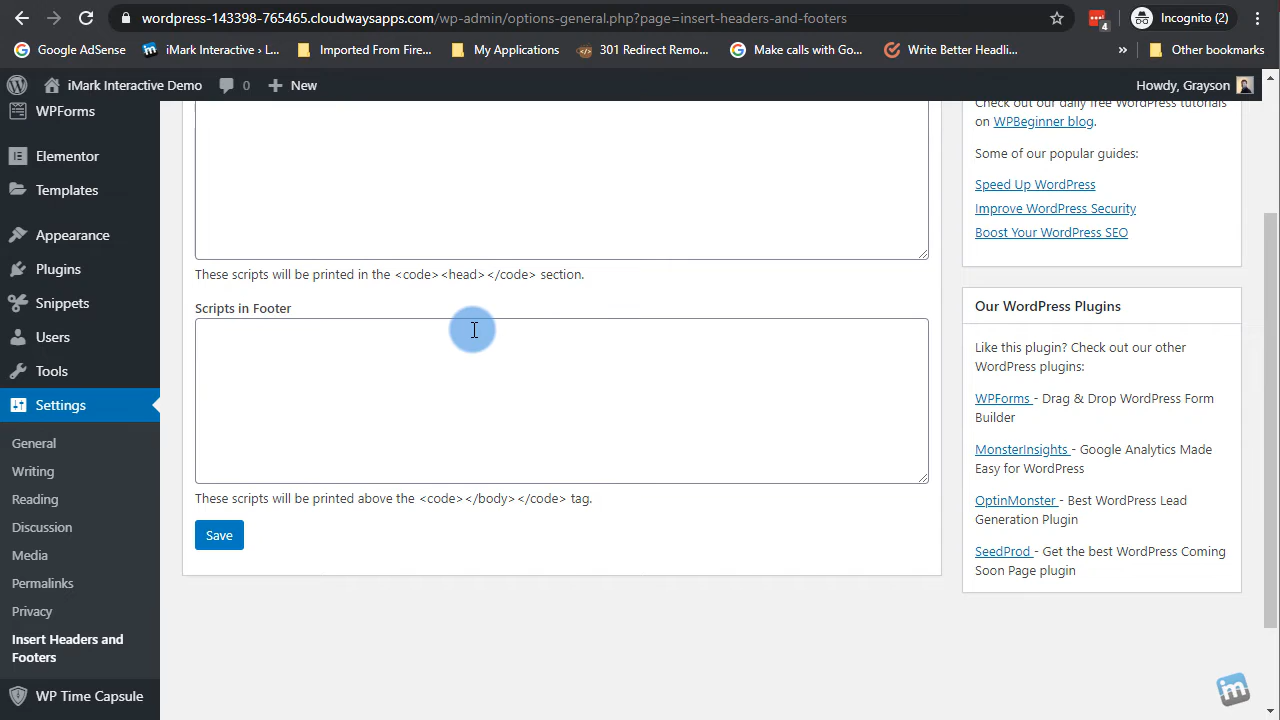 wordpress-143398-765465.cloudwaysapps.com/wp-admin/options-general.php?page=insert-headers-and-footers
4
Incognito (2)
Google AdSense
iMark Interactive › L...
Imported From Fire...
My Applications
301 Redirect Remo...
Make calls with Go...
Write Better Headli...
»
Other bookmarks
iMark Interactive Demo
0
New
Howdy, Grayson
WPForms
Elementor
Templates
Appearance
Plugins
Snippets
Users
Tools
Settings
General
Writing
Reading
Discussion
Media
Permalinks
Privacy
Insert Headers and
Footers
WP Time Capsule
These scripts will be printed in the <code><head></code> section.
Scripts in Footer
These scripts will be printed above the <code></body></code> tag.
Save
Check out our daily free WordPress tutorials
on WPBeginner blog.
Some of our popular guides:
Speed Up WordPress
Improve WordPress Security
Boost Your WordPress SEO
Our WordPress Plugins
Like this plugin? Check out our other
WordPress plugins:
WPForms - Drag & Drop WordPress Form
Builder
MonsterInsights - Google Analytics Made
Easy for WordPress
OptinMonster - Best WordPress Lead
Generation Plugin
SeedProd - Get the best WordPress Coming
Soon Page plugin
im